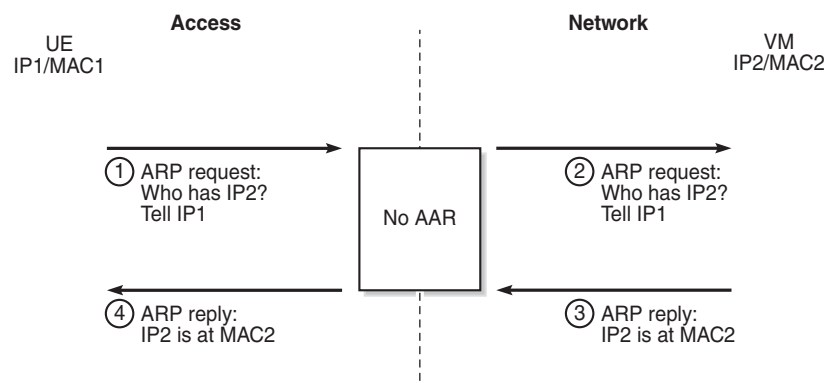 Access
Network
UE
IP1/MAC1
VM
IP2/MAC2
1 ARP request:
Who has IP2?
Tell IP1
2 ARP request:
Who has IP2?
Tell IP1
No AAR
4 ARP reply:
IP2 is at MAC2
3 ARP reply:
IP2 is at MAC2